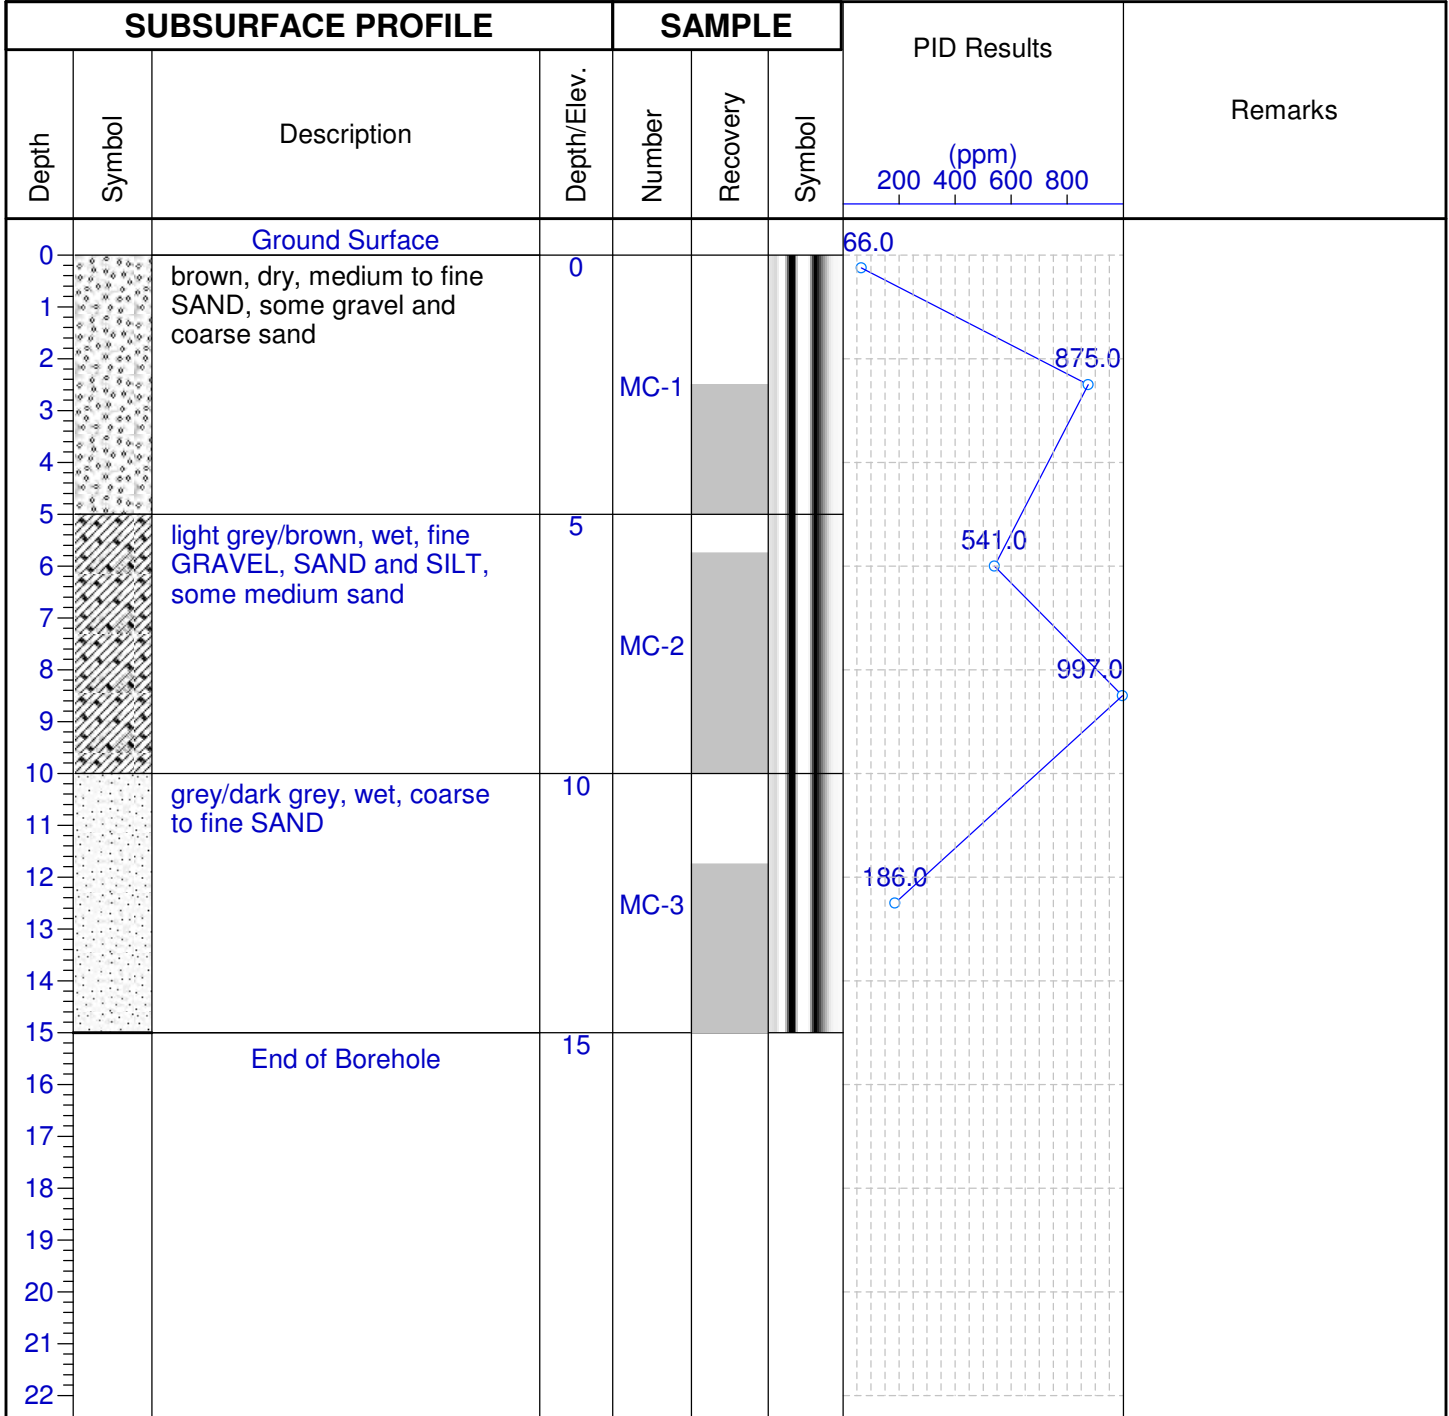 SUBSURFACE PROFILE
SAMPLE
PID Results
Remarks
Depth
Symbol
Description
Depth/Elev.
Number
Recovery
Symbol
(ppm)
200 400 600 800
Ground Surface
66.0
0
brown, dry, medium to fine
SAND, some gravel and
coarse sand
0
1
2
875.0
MC-1
3
4
5
light grey/brown, wet, fine
GRAVEL, SAND and SILT,
some medium sand
5
541.0
6
7
MC-2
8
997.0
9
10
grey/dark grey, wet, coarse
to fine SAND
10
11
12
186.0
MC-3
13
14
15
End of Borehole
15
16
17
18
19
20
21
22